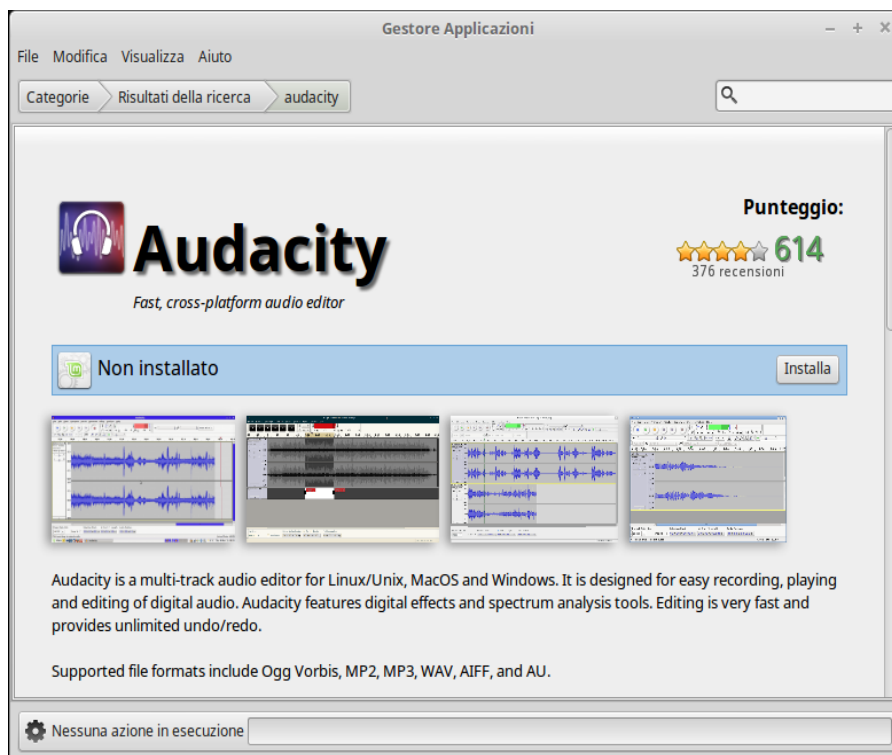 Gestore Applicazioni
File Modifica Visualizza Aiuto
Categorie Risultati della ricerca audacity
Punteggio:
Audacity
614
376 recensioni
Fast, cross-platform audio editor
Non installato
Installa
Audacity is a multi-track audio editor for Linux/Unix, MacOS and Windows. It is designed for easy recording, playing
and editing of digital audio. Audacity features digital effects and spectrum analysis tools. Editing is very fast and
provides unlimited undo/redo.
Supported file formats include Ogg Vorbis, MP2, MP3, WAV, AIFF, and AU.
Nessuna azione in esecuzione